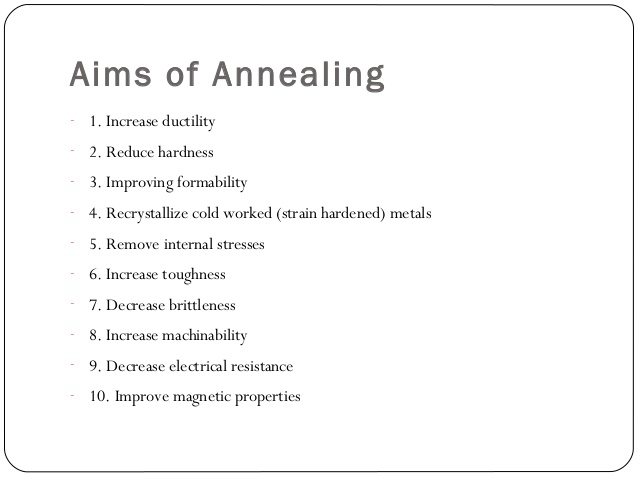 Aims of Annealing
- 1. Increase ductility
- 2. Reduce hardness
- 3. Improving formability
- 4. Recrystallize cold worked (strain hardened) metals
- 5. Remove internal stresses
- 6. Increase toughness
- 7. Decrease brittleness
- 8. Increase machinability
- 9. Decrease electrical resistance
- 10. Improve magnetic properties